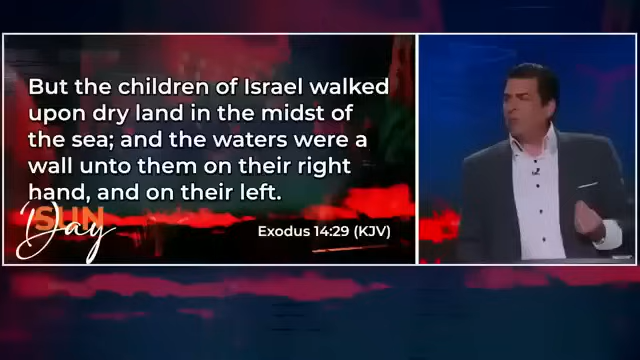 But the children of Israel walked
upon dry land in the midst of
the sea; and the waters were a
wall unto them on their right
hand, and on their left.
SUN
Day
Exodus 14:29 (KJV)